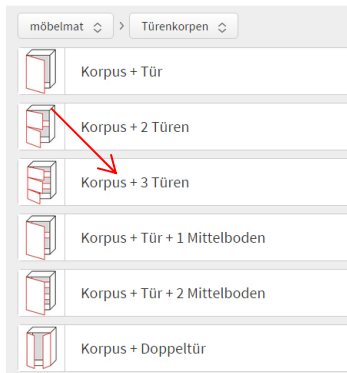 möbelmat > Türenkorpen
Korpus + Tür
Korpus + 2 Türen
Korpus + 3 Türen
Korpus + Tür + 1 Mittelboden
Korpus + Tür + 2 Mittelboden
Korpus + Doppeltür